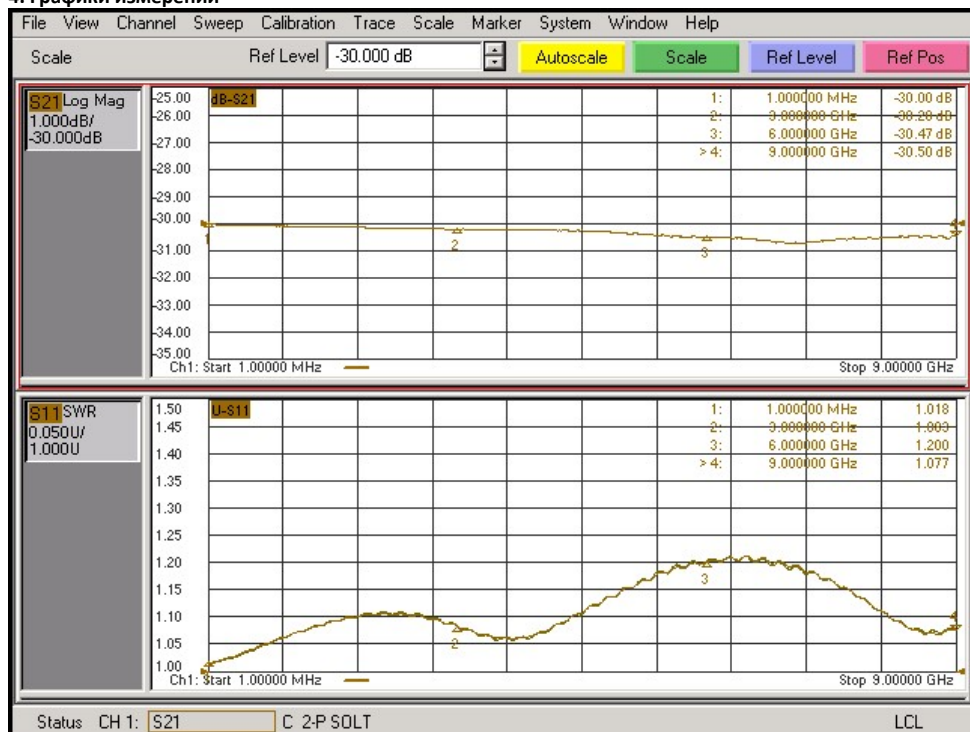 4. Графики измерений
File View Channel Sweep Calibration Trace Scale Marker System Window Help
Scale Ref Level -30.000 dB Autoscale Scale Ref Level Ref Pos
S21 Log Mag
1.000dB/
-30.000dB
dB-S21
-25.00
-26.00
-27.00
-28.00
-29.00
-30.00
-31.00
-32.00
-33.00
-34.00
-35.00
1: 1.000000 MHz -30.00 dB
2: GHz
3: 6.000000 GHz -30.47 dB
> 4: 9.000000 GHz -30.50 dB
1
2
3
Ch1: Start 1.00000 MHz
Stop 9.00000 GHz
S11 SWR
0.050U/
1.000U
U-S11
1.50
1.45
1.40
1.35
1.30
1.25
1.20
1.15
1.10
1.05
1.00
1: 1.000000 MHz 1.018
2: GHz
3: 6.000000 GHz 1.200
> 4: 9.000000 GHz 1.077
2
3
Ch1: Start 1.00000 MHz
Stop 9.00000 GHz
Status CH 1: S21 C 2-P SOLT LCL